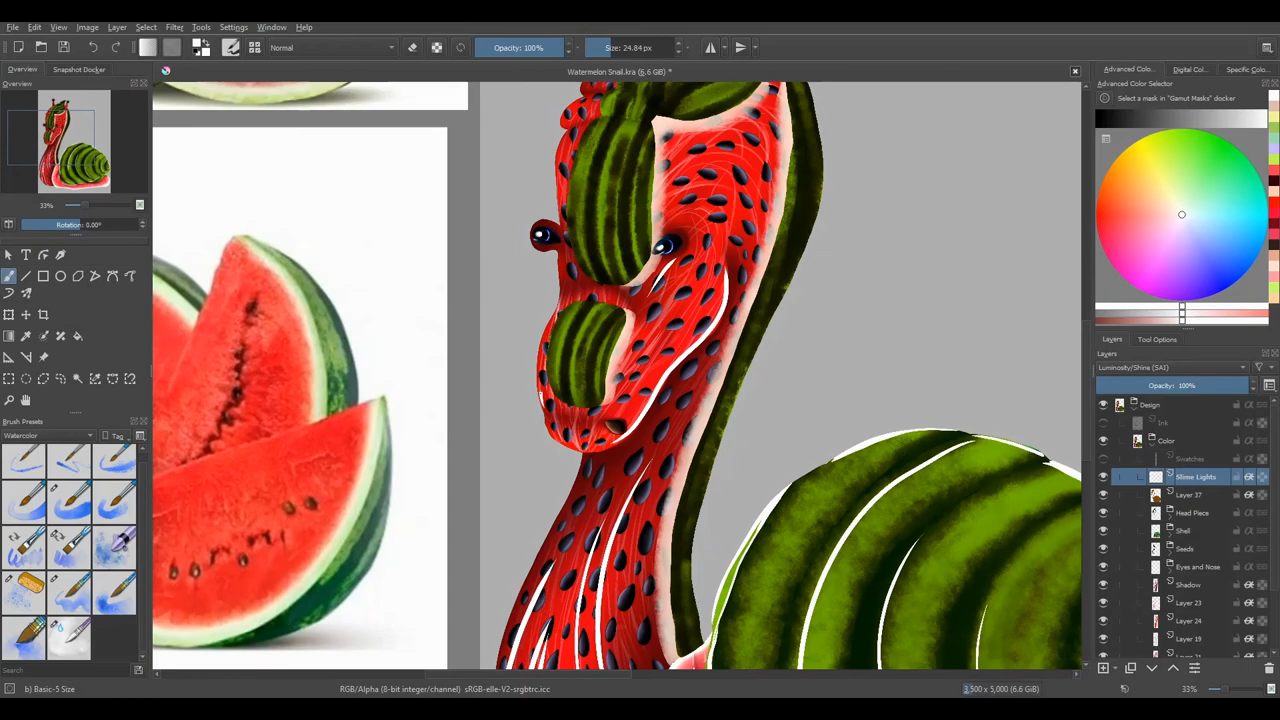 File Edit View Image Layer Select Filter Tools Settings Window Help
Normal Opacity: 100% Size: 24.84 px
Overview Snapshot Docker
Watermelon Snail.kra (6.6 GiB) *
Advanced Colo... Digital Col... Specific Colo...
Overview
Advanced Color Selector
Select a mask in "Gamut Masks" docker
33%
Rotation: 0.00°
Layers Tool Options
Layers
Luminosity/Shine (SAI)
Opacity: 100%
Design
Ink
Color
Swatches
Slime Lights
Layer 37
Head Piece
Shell
Seeds
Eyes and Nose
Shadow
Layer 23
Layer 24
Layer 19
Brush Presets
Watercolor Tag
Search
b) Basic-5 Size
RGB/Alpha (8-bit integer/channel) sRGB-elle-V2-srgbtrc.icc
3,500 x 5,000 (6.6 GiB)
33%